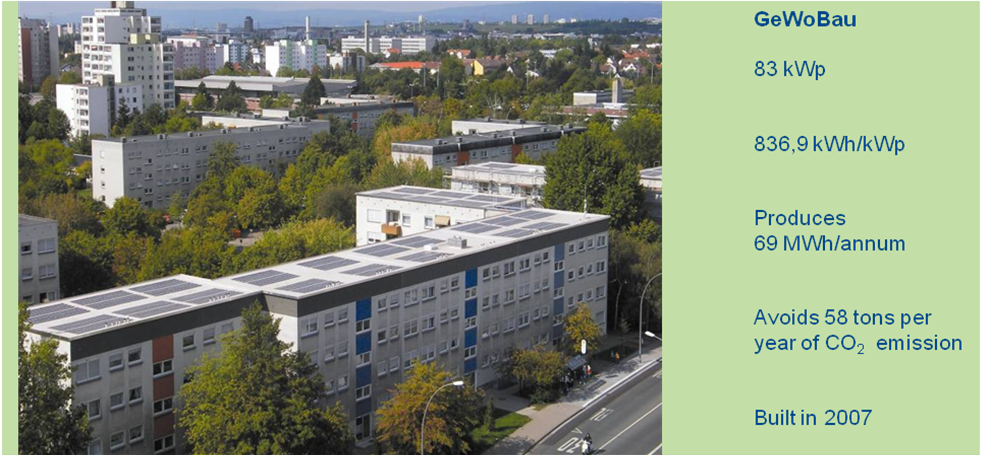 GeWoBau
83 kWp
836,9 kWh/kWp
Produces
69 MWh/annum
Avoids 58 tons per
year of CO₂ emission
Built in 2007